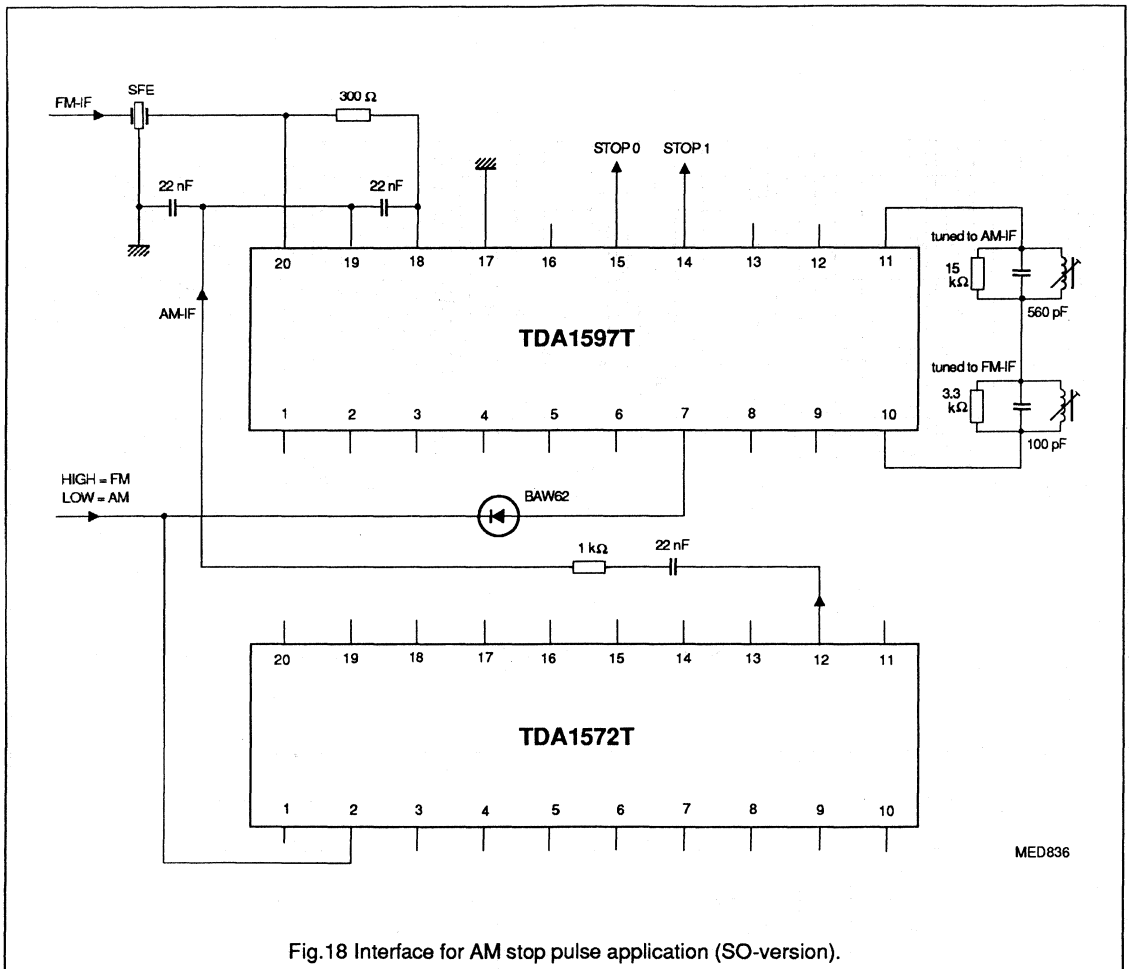 SFE
FM-IF
300 Ω
STOP 0 STOP 1
22 nF
22 nF
20 19 18 17 16 15 14 13 12 11
tuned to AM-IF
15
kΩ
560 pF
AM-IF
TDA1597T
tuned to FM-IF
3.3
kΩ
100 pF
1 2 3 4 5 6 7 8 9 10
HIGH = FM
LOW = AM
BAW62
1 kΩ
22 nF
20 19 18 17 16 15 14 13 12 11
TDA1572T
1 2 3 4 5 6 7 8 9 10
MED836
Fig.18 Interface for AM stop pulse application (SO-version).